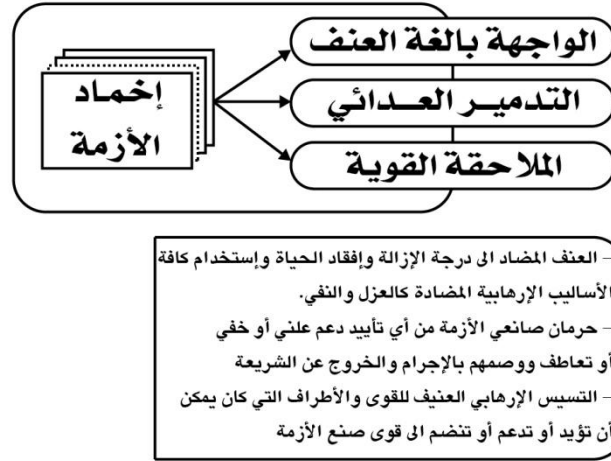 إخماد
الأزمة
الواجهة بالغة العنف
التدميـر العـدائي
الملاحقة القوية
– العنف المضاد الى درجة الإزالة وإفقاد الحياة وإستخدام كافة
الأساليب الإرهابية المضادة كالعزل والنفي.
– حرمان صانعي الأزمة من أي تأييد دعم علني أو خفي
أو تعاطف ووصمهم بالإجرام والخروج عن الشريعة
– التسيس الإرهابي العنيف للقوى والأطراف التي كان يمكن
أن تؤيد أو تدعم أو تنضم الى قوى صنع الأزمة